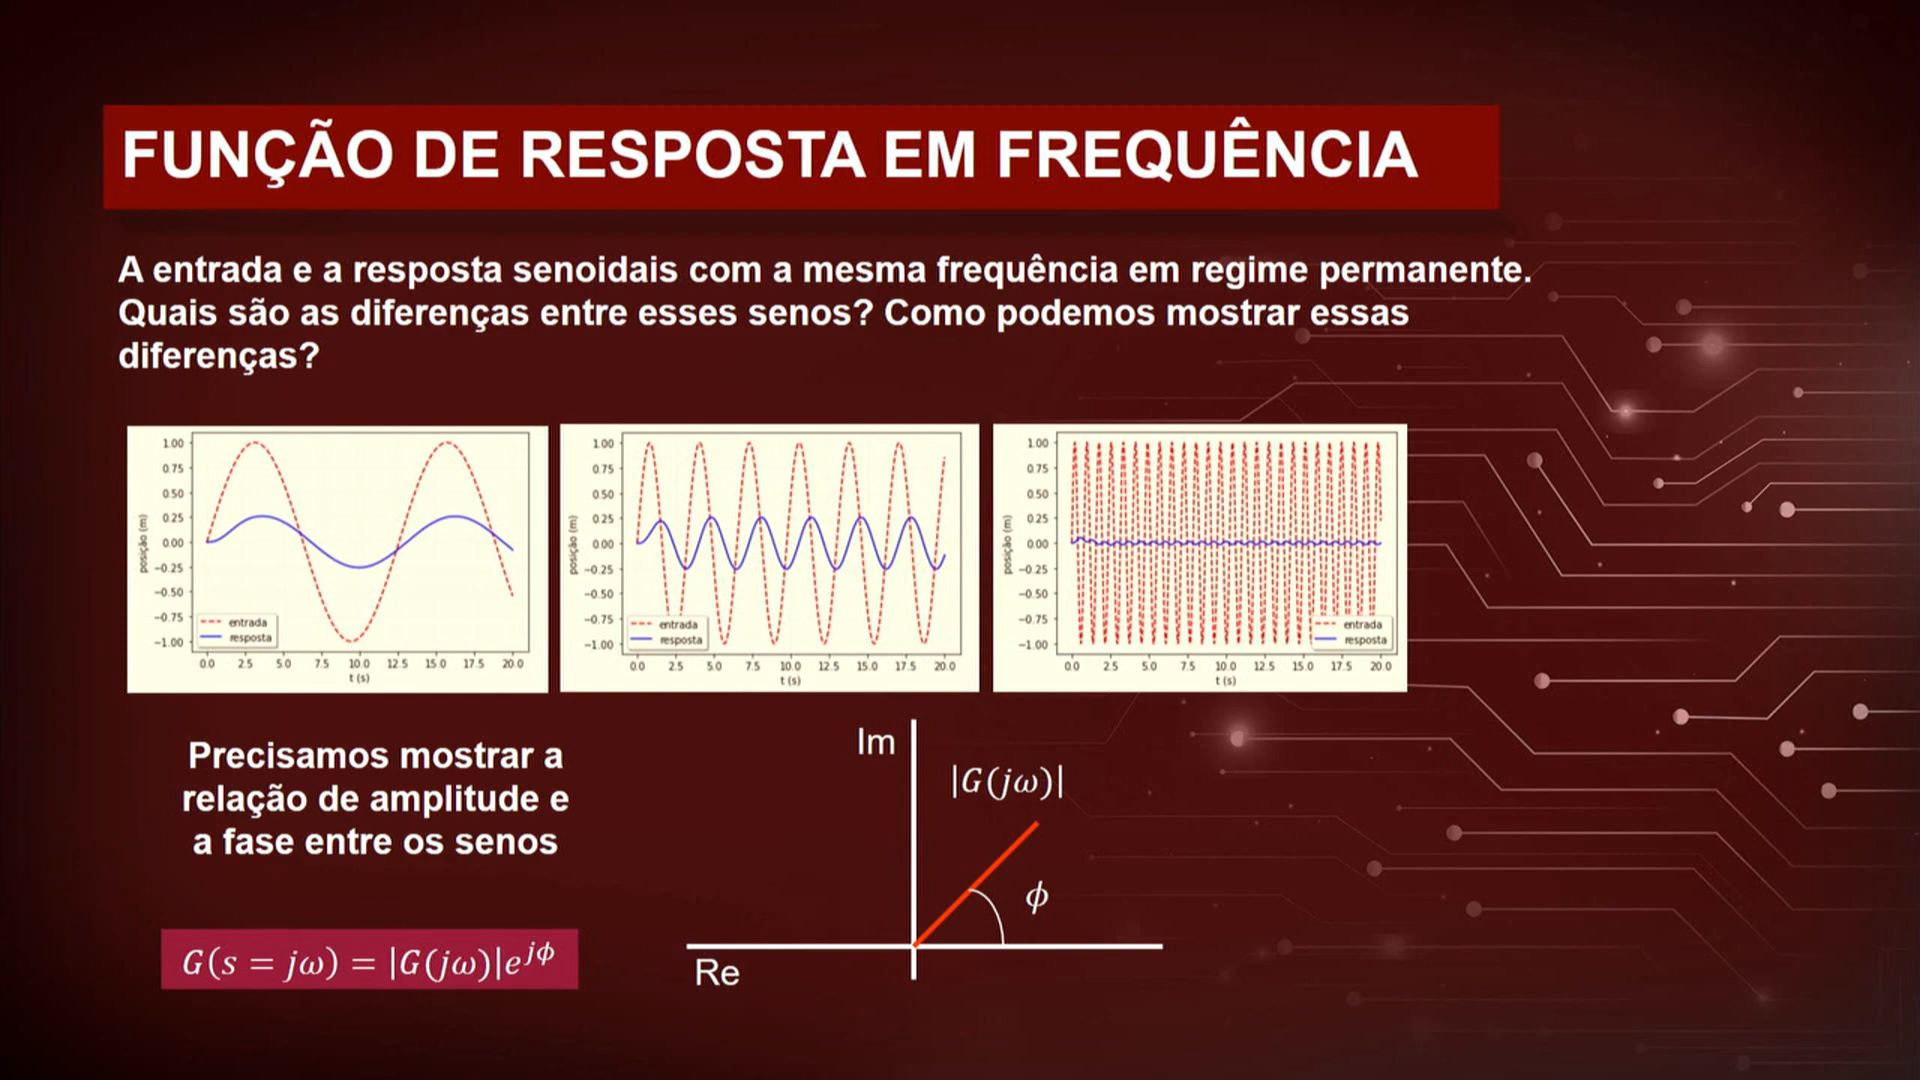 FUNÇÃO DE RESPOSTA EM FREQUÊNCIA
A entrada e a resposta senoidais com a mesma frequência em regime permanente.
Quais são as diferenças entre esses senos? Como podemos mostrar essas
diferenças?
1.00
0.75
0.50
0.25
0.00
−0.25
−0.50
−0.75
−1.00
posição (m)
entrada
resposta
0.0 2.5 5.0 7.5 10.0 12.5 15.0 17.5 20.0
t (s)
1.00
0.75
0.50
0.25
0.00
−0.25
−0.50
−0.75
−1.00
posição (m)
entrada
resposta
0.0 2.5 5.0 7.5 10.0 12.5 15.0 17.5 20.0
t (s)
1.00
0.75
0.50
0.25
0.00
−0.25
−0.50
−0.75
−1.00
posição (m)
entrada
resposta
0.0 2.5 5.0 7.5 10.0 12.5 15.0 17.5 20.0
t (s)
Precisamos mostrar a
relação de amplitude e
a fase entre os senos
G(s = jω) = |G(jω)|e^{jϕ}
Im
|G(jω)|
ϕ
Re